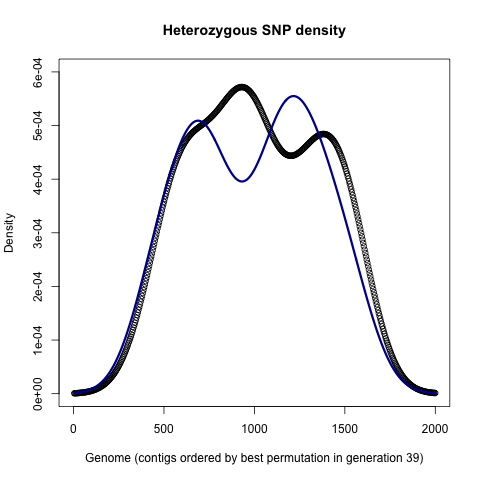 Heterozygous SNP density
6e-04
5e-04
4e-04
3e-04
2e-04
1e-04
0e+00
Density
0 500 1000 1500 2000
Genome (contigs ordered by best permutation in generation 39)